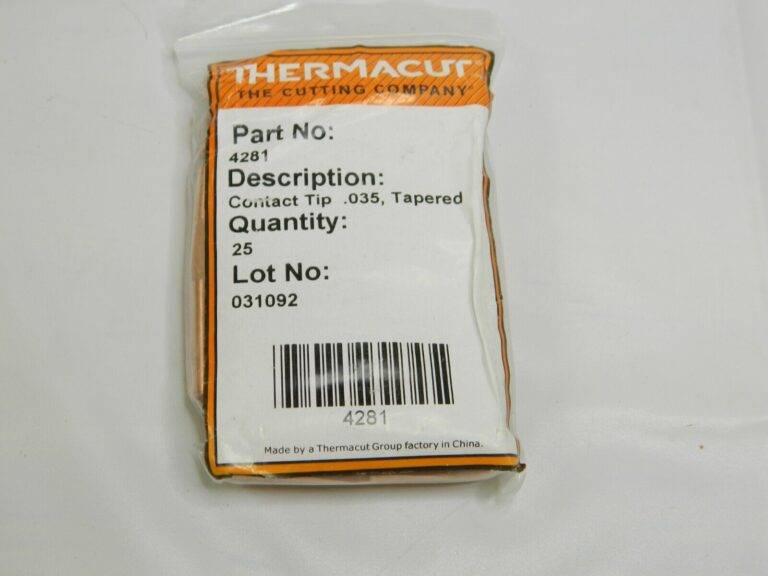 THERMACUT
THE CUTTING COMPANY
Part No:
4281
Description:
Contact Tip .035, Tapered
Quantity:
25
Lot No:
031092
4281
Made by a Thermacut Group factory in China.